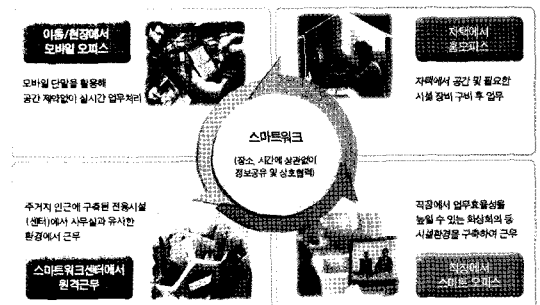 이동/현장에서
모바일 오피스
모바일 단말을 활용해
공간 제약없이 실시간 업무처리
자택에서
홈오피스
자택에서 공간 및 필요한
시설 장비 구비 후 업무
스마트워크
(장소, 시간에 상관없이
정보공유 및 상호협력)
주거지 인근에 구축된 전용시설
(센터)에서 사무실과 유사한
환경에서 근무
스마트워크센터에서
원격근무
직장에서 업무효율성을
높일 수 있는 화상회의 등
시설환경을 구축하여 근무
직장에서
스마트 오피스